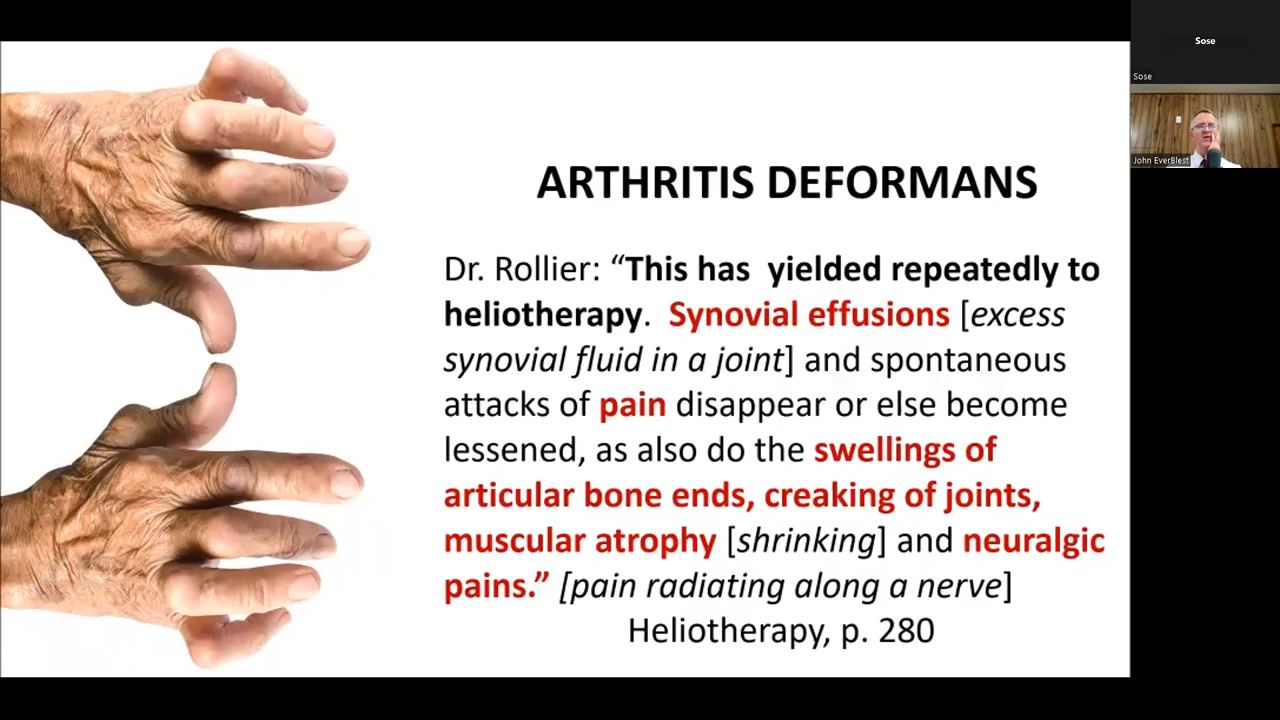 ARTHRITIS DEFORMANS
Dr. Rollier: “This has  yielded repeatedly to
heliotherapy.  Synovial effusions [excess
synovial fluid in a joint] and spontaneous
attacks of pain disappear or else become
lessened, as also do the swellings of
articular bone ends, creaking of joints,
muscular atrophy [shrinking] and neuralgic
pains.” [pain radiating along a nerve]
Heliotherapy, p. 280
Sose
Sose
John EverBlest